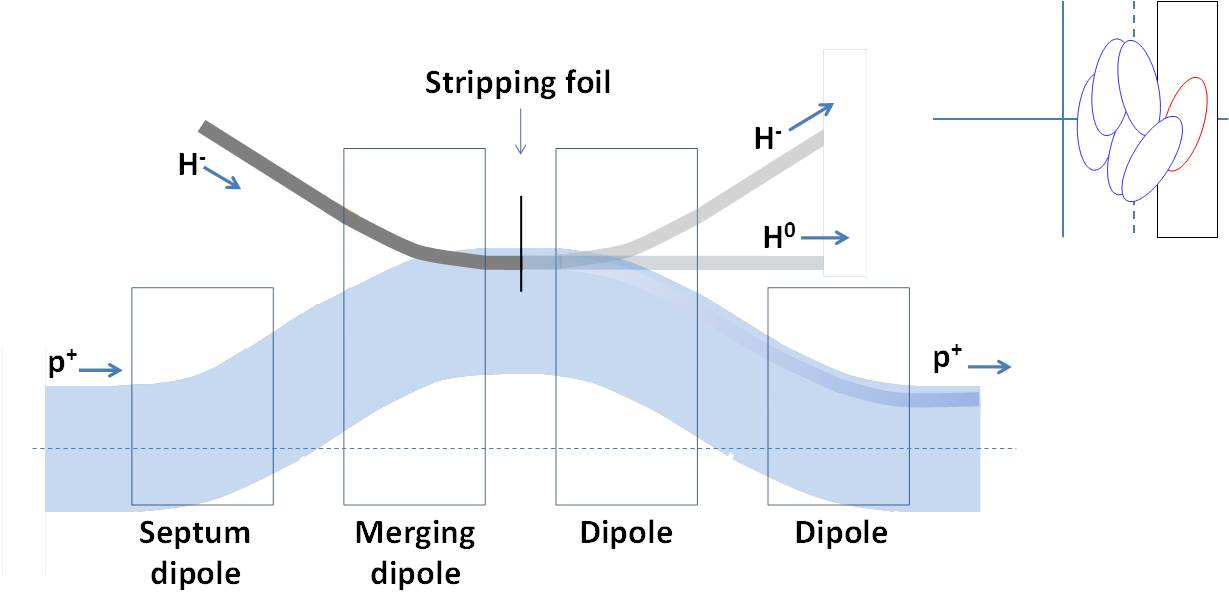 Stripping foil
H⁻
H⁻
H⁰
p⁺
p⁺
Septum
dipole
Merging
dipole
Dipole
Dipole